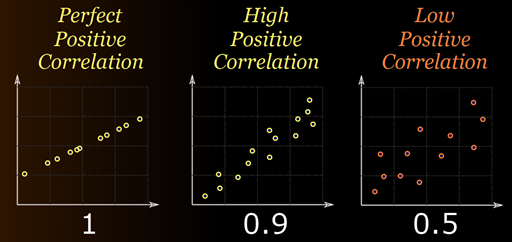 Perfect
Positive
Correlation
High
Positive
Correlation
Low
Positive
Correlation
1
0.9
0.5